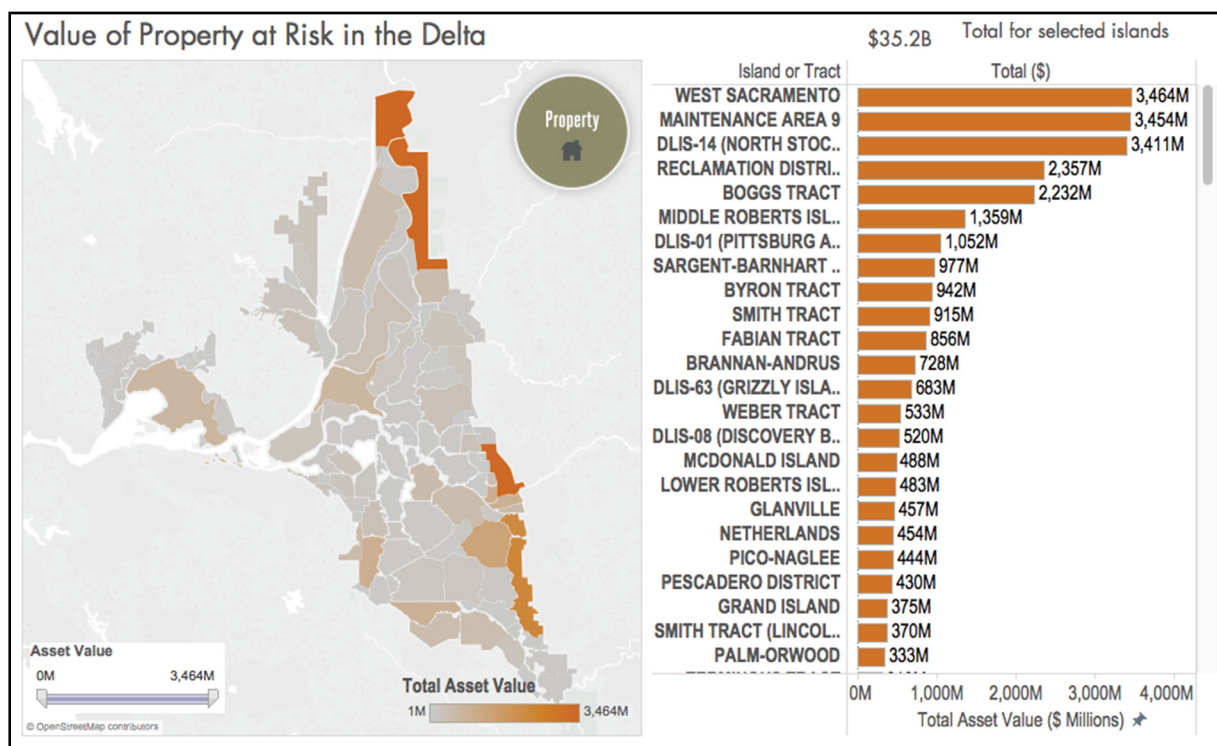 Value of Property at Risk in the Delta
$35.2B Total for selected islands
Property
Island or Tract Total ($)
WEST SACRAMENTO 3,464M
MAINTENANCE AREA 9 3,454M
DLIS-14 (NORTH STOC.. 3,411M
RECLAMATION DISTRI.. 2,357M
BOGGS TRACT 2,232M
MIDDLE ROBERTS ISL.. 1,359M
DLIS-01 (PITTSBURG A.. 1,052M
SARGENT-BARNHART .. 977M
BYRON TRACT 942M
SMITH TRACT 915M
FABIAN TRACT 856M
BRANNAN-ANDRUS 728M
DLIS-63 (GRIZZLY ISLA.. 683M
WEBER TRACT 533M
DLIS-08 (DISCOVERY B.. 520M
MCDONALD ISLAND 488M
LOWER ROBERTS ISL.. 483M
GLANVILLE 457M
NETHERLANDS 454M
PICO-NAGLEE 444M
PESCADERO DISTRICT 430M
GRAND ISLAND 375M
SMITH TRACT (LINCOL.. 370M
PALM-ORWOOD 333M
0M 1,000M 2,000M 3,000M 4,000M
Total Asset Value ($ Millions)
Asset Value
0M 3,464M
Total Asset Value
1M 3,464M
© OpenStreetMap contributors